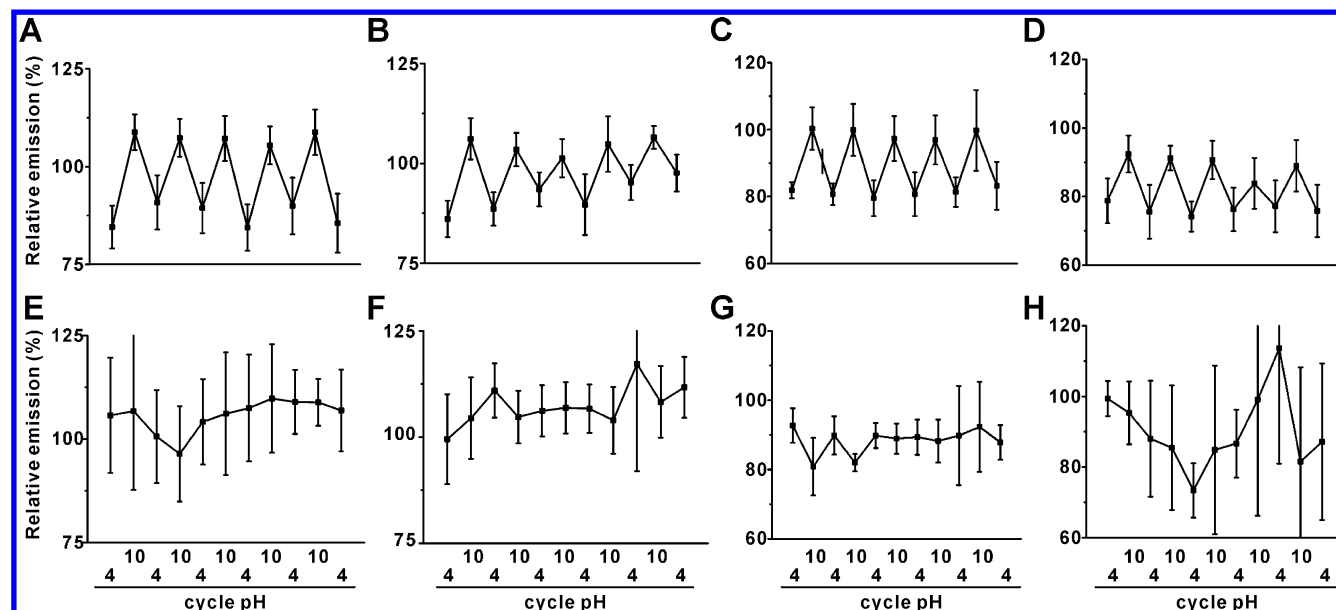 A B C D
Relative emission (%)
125 125 120 120
100 100 100 100
80 80
75 75 60 60
E F G H
Relative emission (%)
125 125 120 120
100 100 100 100
80 80
75 75 60 60
10 10 10 10 10 10 10 10 10 10 10 10 10 10 10 10 10 10 10 10
4 4 4 4 4 4 4 4 4 4 4 4 4 4 4 4 4 4 4 4 4 4 4 4
cycle pH cycle pH cycle pH cycle pH